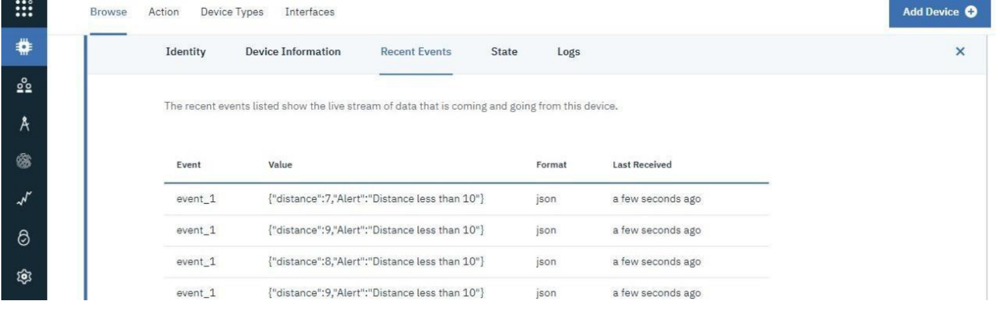 Browse Action Device Types Interfaces Add Device
Identity Device Information Recent Events State Logs
The recent events listed show the live stream of data that is coming and going from this device.
Event Value Format Last Received
event_1 {"distance":7,"Alert":"Distance less than 10"} json a few seconds ago
event_1 {"distance":9,"Alert":"Distance less than 10"} json a few seconds ago
event_1 {"distance":8,"Alert":"Distance less than 10"} json a few seconds ago
event_1 {"distance":9,"Alert":"Distance less than 10"} json a few seconds ago